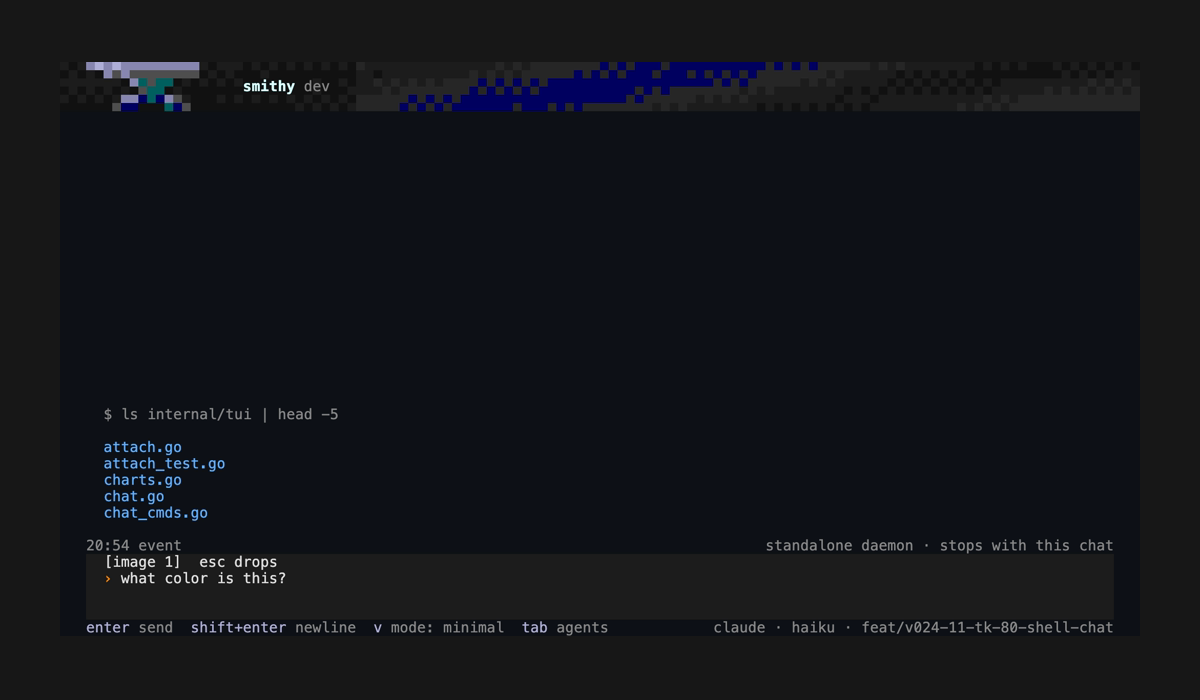 smithy dev
$ ls internal/tui | head -5
attach.go
attach_test.go
charts.go
chat.go
chat_cmds.go
20:54 event standalone daemon · stops with this chat
[image 1] esc drops
› what color is this?
enter send shift+enter newline v mode: minimal tab agents claude · haiku · feat/v024-11-tk-80-shell-chat